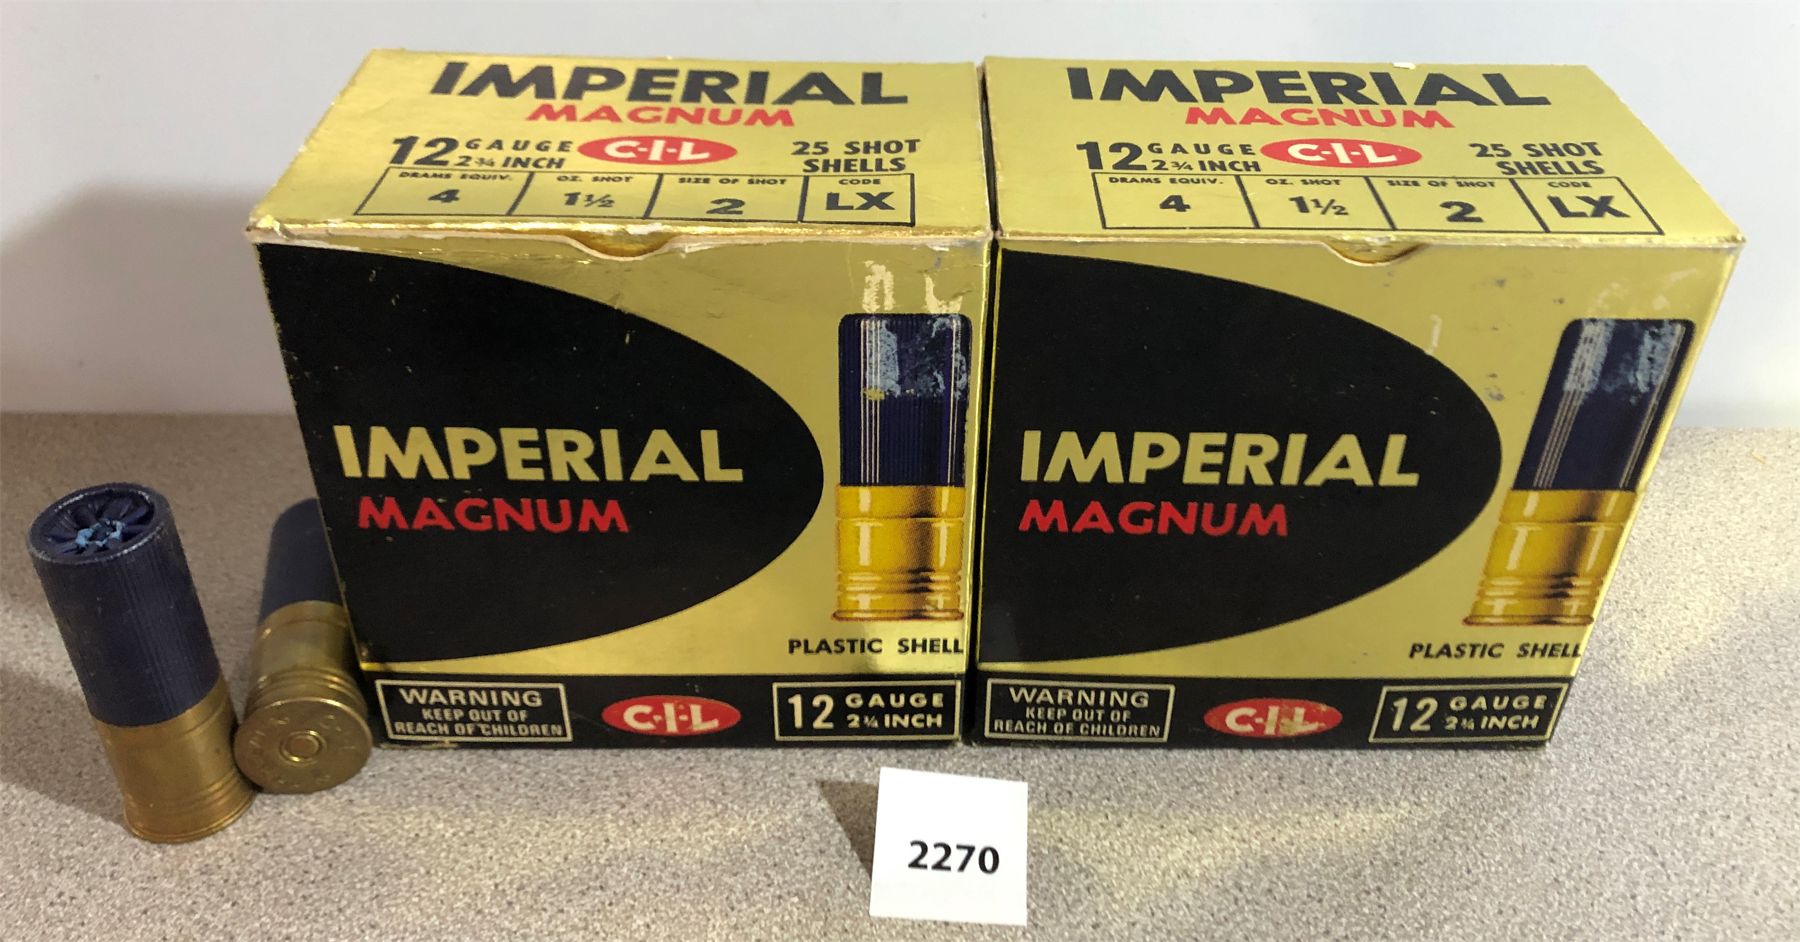 IMPERIAL
MAGNUM
12 GAUGE 2¾ INCH
C-I-L
25 SHOT SHELLS
DRAMS EQUIV. OZ. SHOT SIZE OF SHOT CODE
4 1½ 2 LX
IMPERIAL
MAGNUM
PLASTIC SHELL
WARNING
KEEP OUT OF
REACH OF CHILDREN
C-I-L
12 GAUGE 2¾ INCH
IMPERIAL
MAGNUM
12 GAUGE 2¾ INCH
C-I-L
25 SHOT SHELLS
DRAMS EQUIV. OZ. SHOT SIZE OF SHOT CODE
4 1½ 2 LX
IMPERIAL
MAGNUM
PLASTIC SHELL
WARNING
KEEP OUT OF
REACH OF CHILDREN
C-I-L
12 GAUGE 2¾ INCH
2270